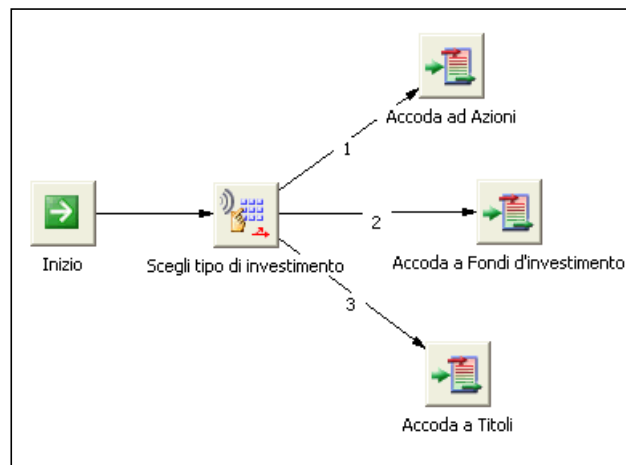 Accoda ad Azioni
1
Inizio
Scegli tipo di investimento
2
Accoda a Fondi d'investimento
3
Accoda a Titoli